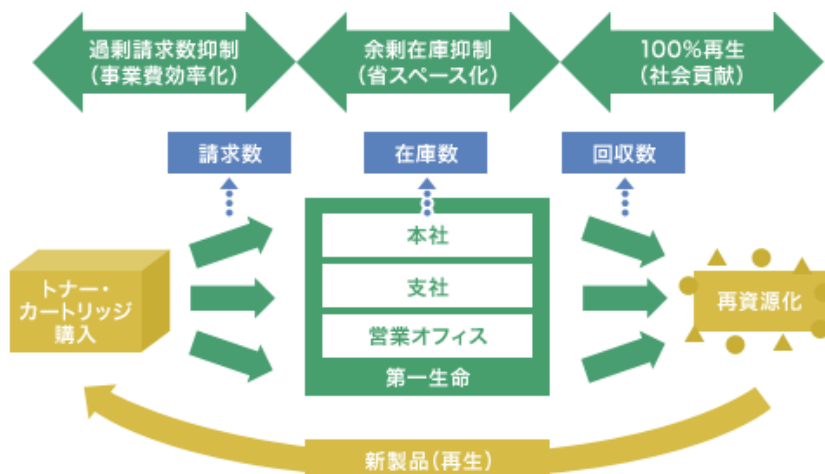 過剰請求数抑制
（事業費効率化）
余剰在庫抑制
（省スペース化）
100%再生
（社会貢献）
請求数
在庫数
回収数
トナー・
カートリッジ
購入
本社
支社
営業オフィス
第一生命
再資源化
新製品（再生）